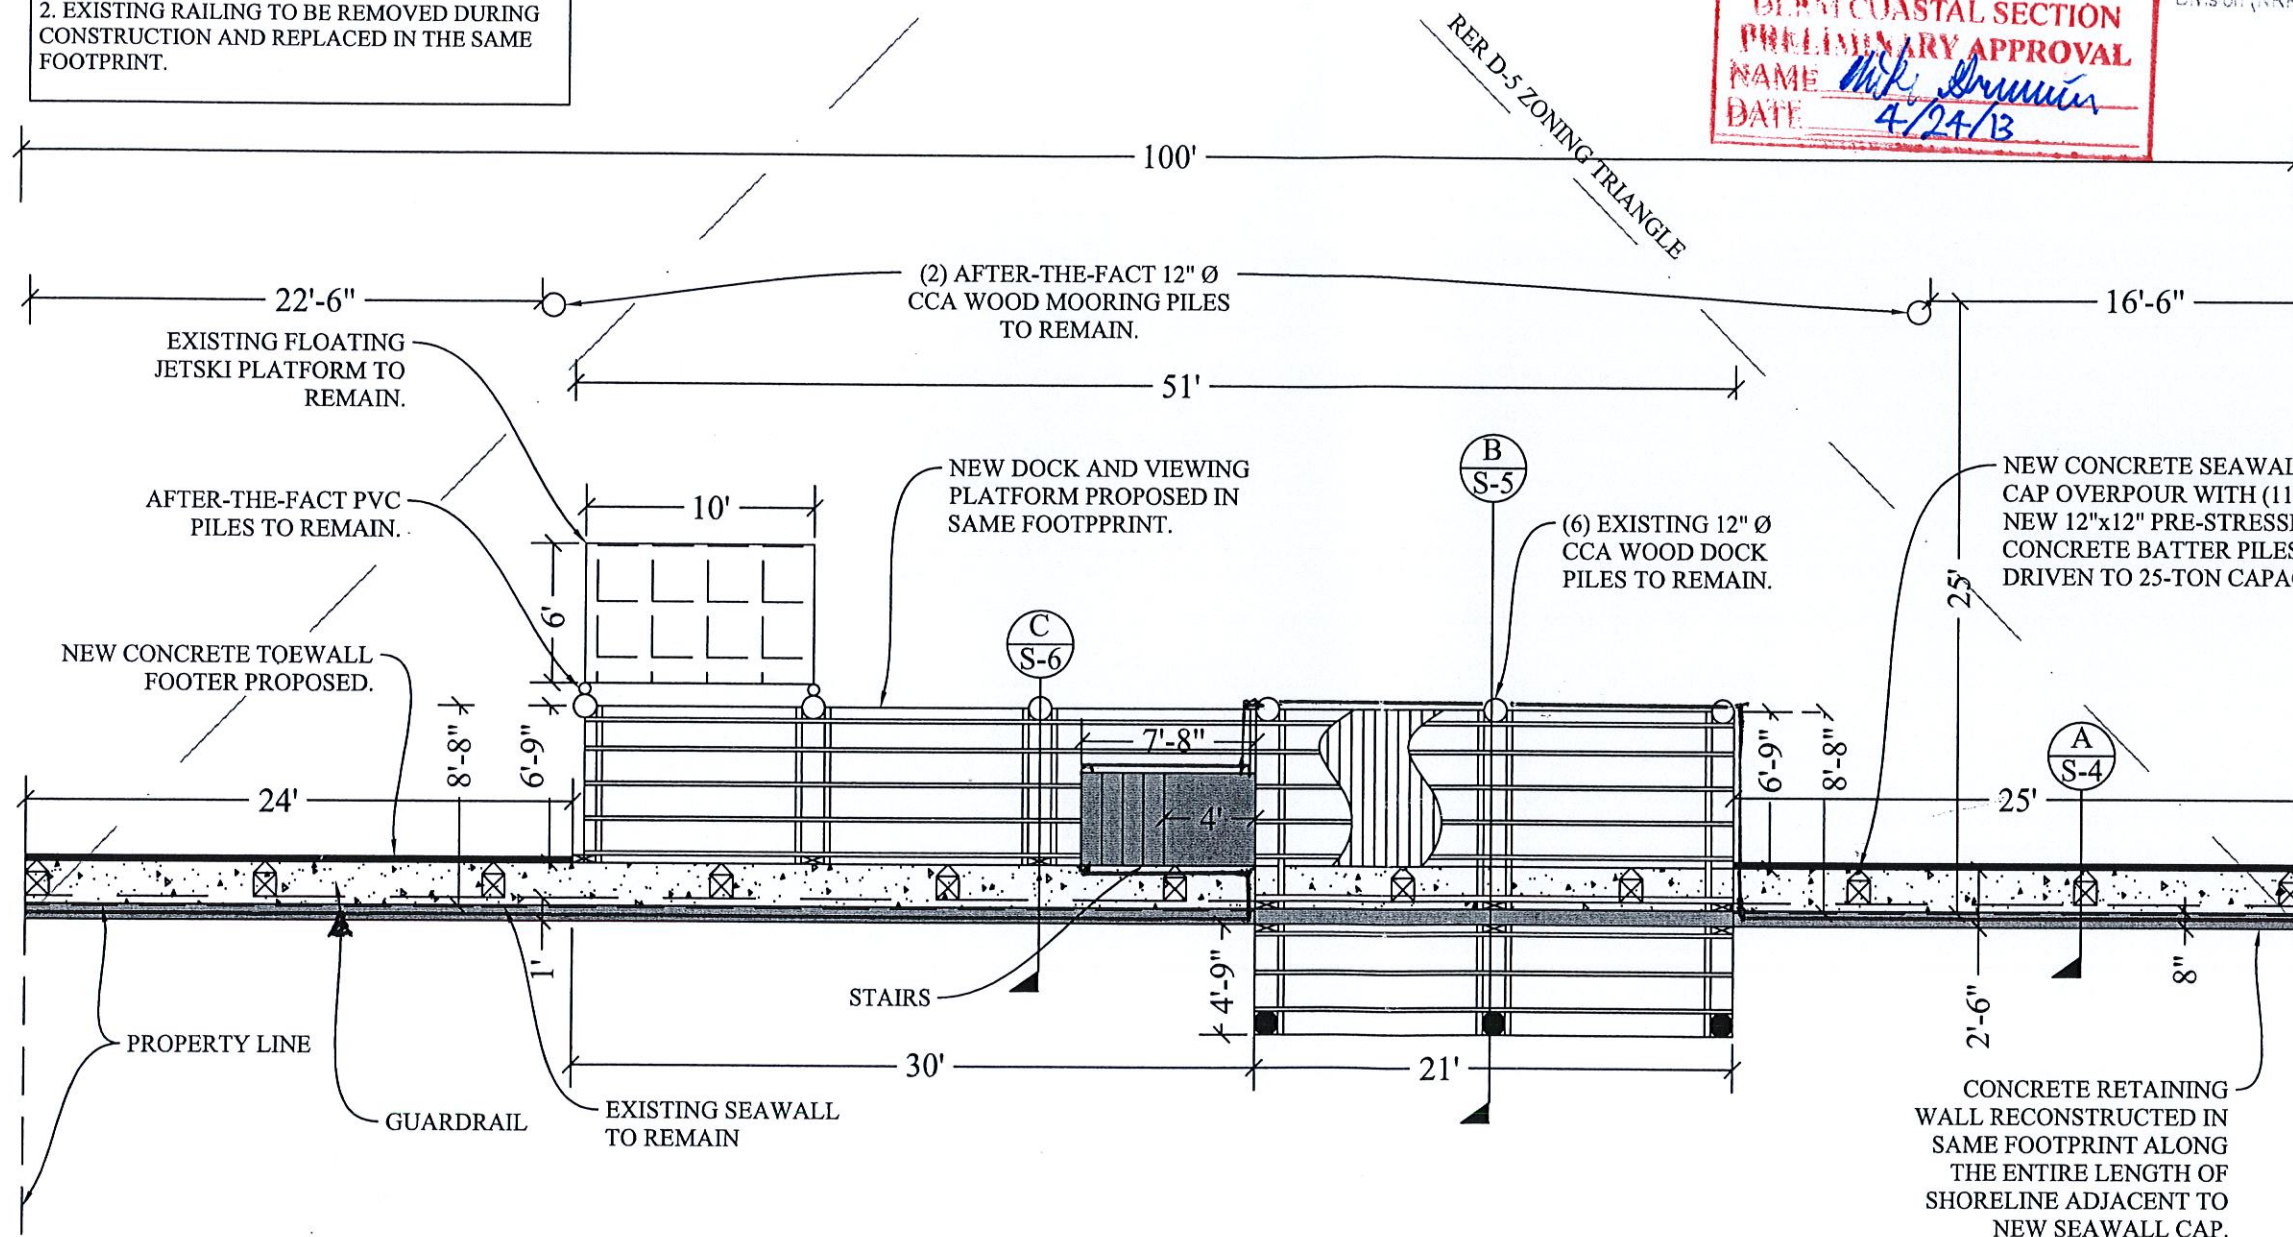 2. EXISTING RAILING TO BE REMOVED DURING
CONSTRUCTION AND REPLACED IN THE SAME
FOOTPRINT.
COASTAL SECTION
PRELIMINARY APPROVAL
NAME
DATE 4/24/13
RER D-5 ZONING TRIANGLE
100'
22'-6"
(2) AFTER-THE-FACT 12" Ø
CCA WOOD MOORING PILES
TO REMAIN.
16'-6"
EXISTING FLOATING
JETSKI PLATFORM TO
REMAIN.
51'
AFTER-THE-FACT PVC
PILES TO REMAIN.
10'
6'
NEW DOCK AND VIEWING
PLATFORM PROPOSED IN
SAME FOOTPPRINT.
B
S-5
(6) EXISTING 12" Ø
CCA WOOD DOCK
PILES TO REMAIN.
NEW CONCRETE SEAWAL
CAP OVERPOUR WITH (11
NEW 12"x12" PRE-STRESS
CONCRETE BATTER PILES
DRIVEN TO 25-TON CAPA
25'
C
S-6
NEW CONCRETE TOEWALL
FOOTER PROPOSED.
8'-8"
6'-9"
7'-8"
4'
6'-9"
8'-8"
A
S-4
24'
25'
1'
4'-9"
2'-6"
8"
STAIRS
PROPERTY LINE
30'
21'
GUARDRAIL
EXISTING SEAWALL
TO REMAIN
CONCRETE RETAINING
WALL RECONSTRUCTED IN
SAME FOOTPRINT ALONG
THE ENTIRE LENGTH OF
SHORELINE ADJACENT TO
NEW SEAWALL CAP.